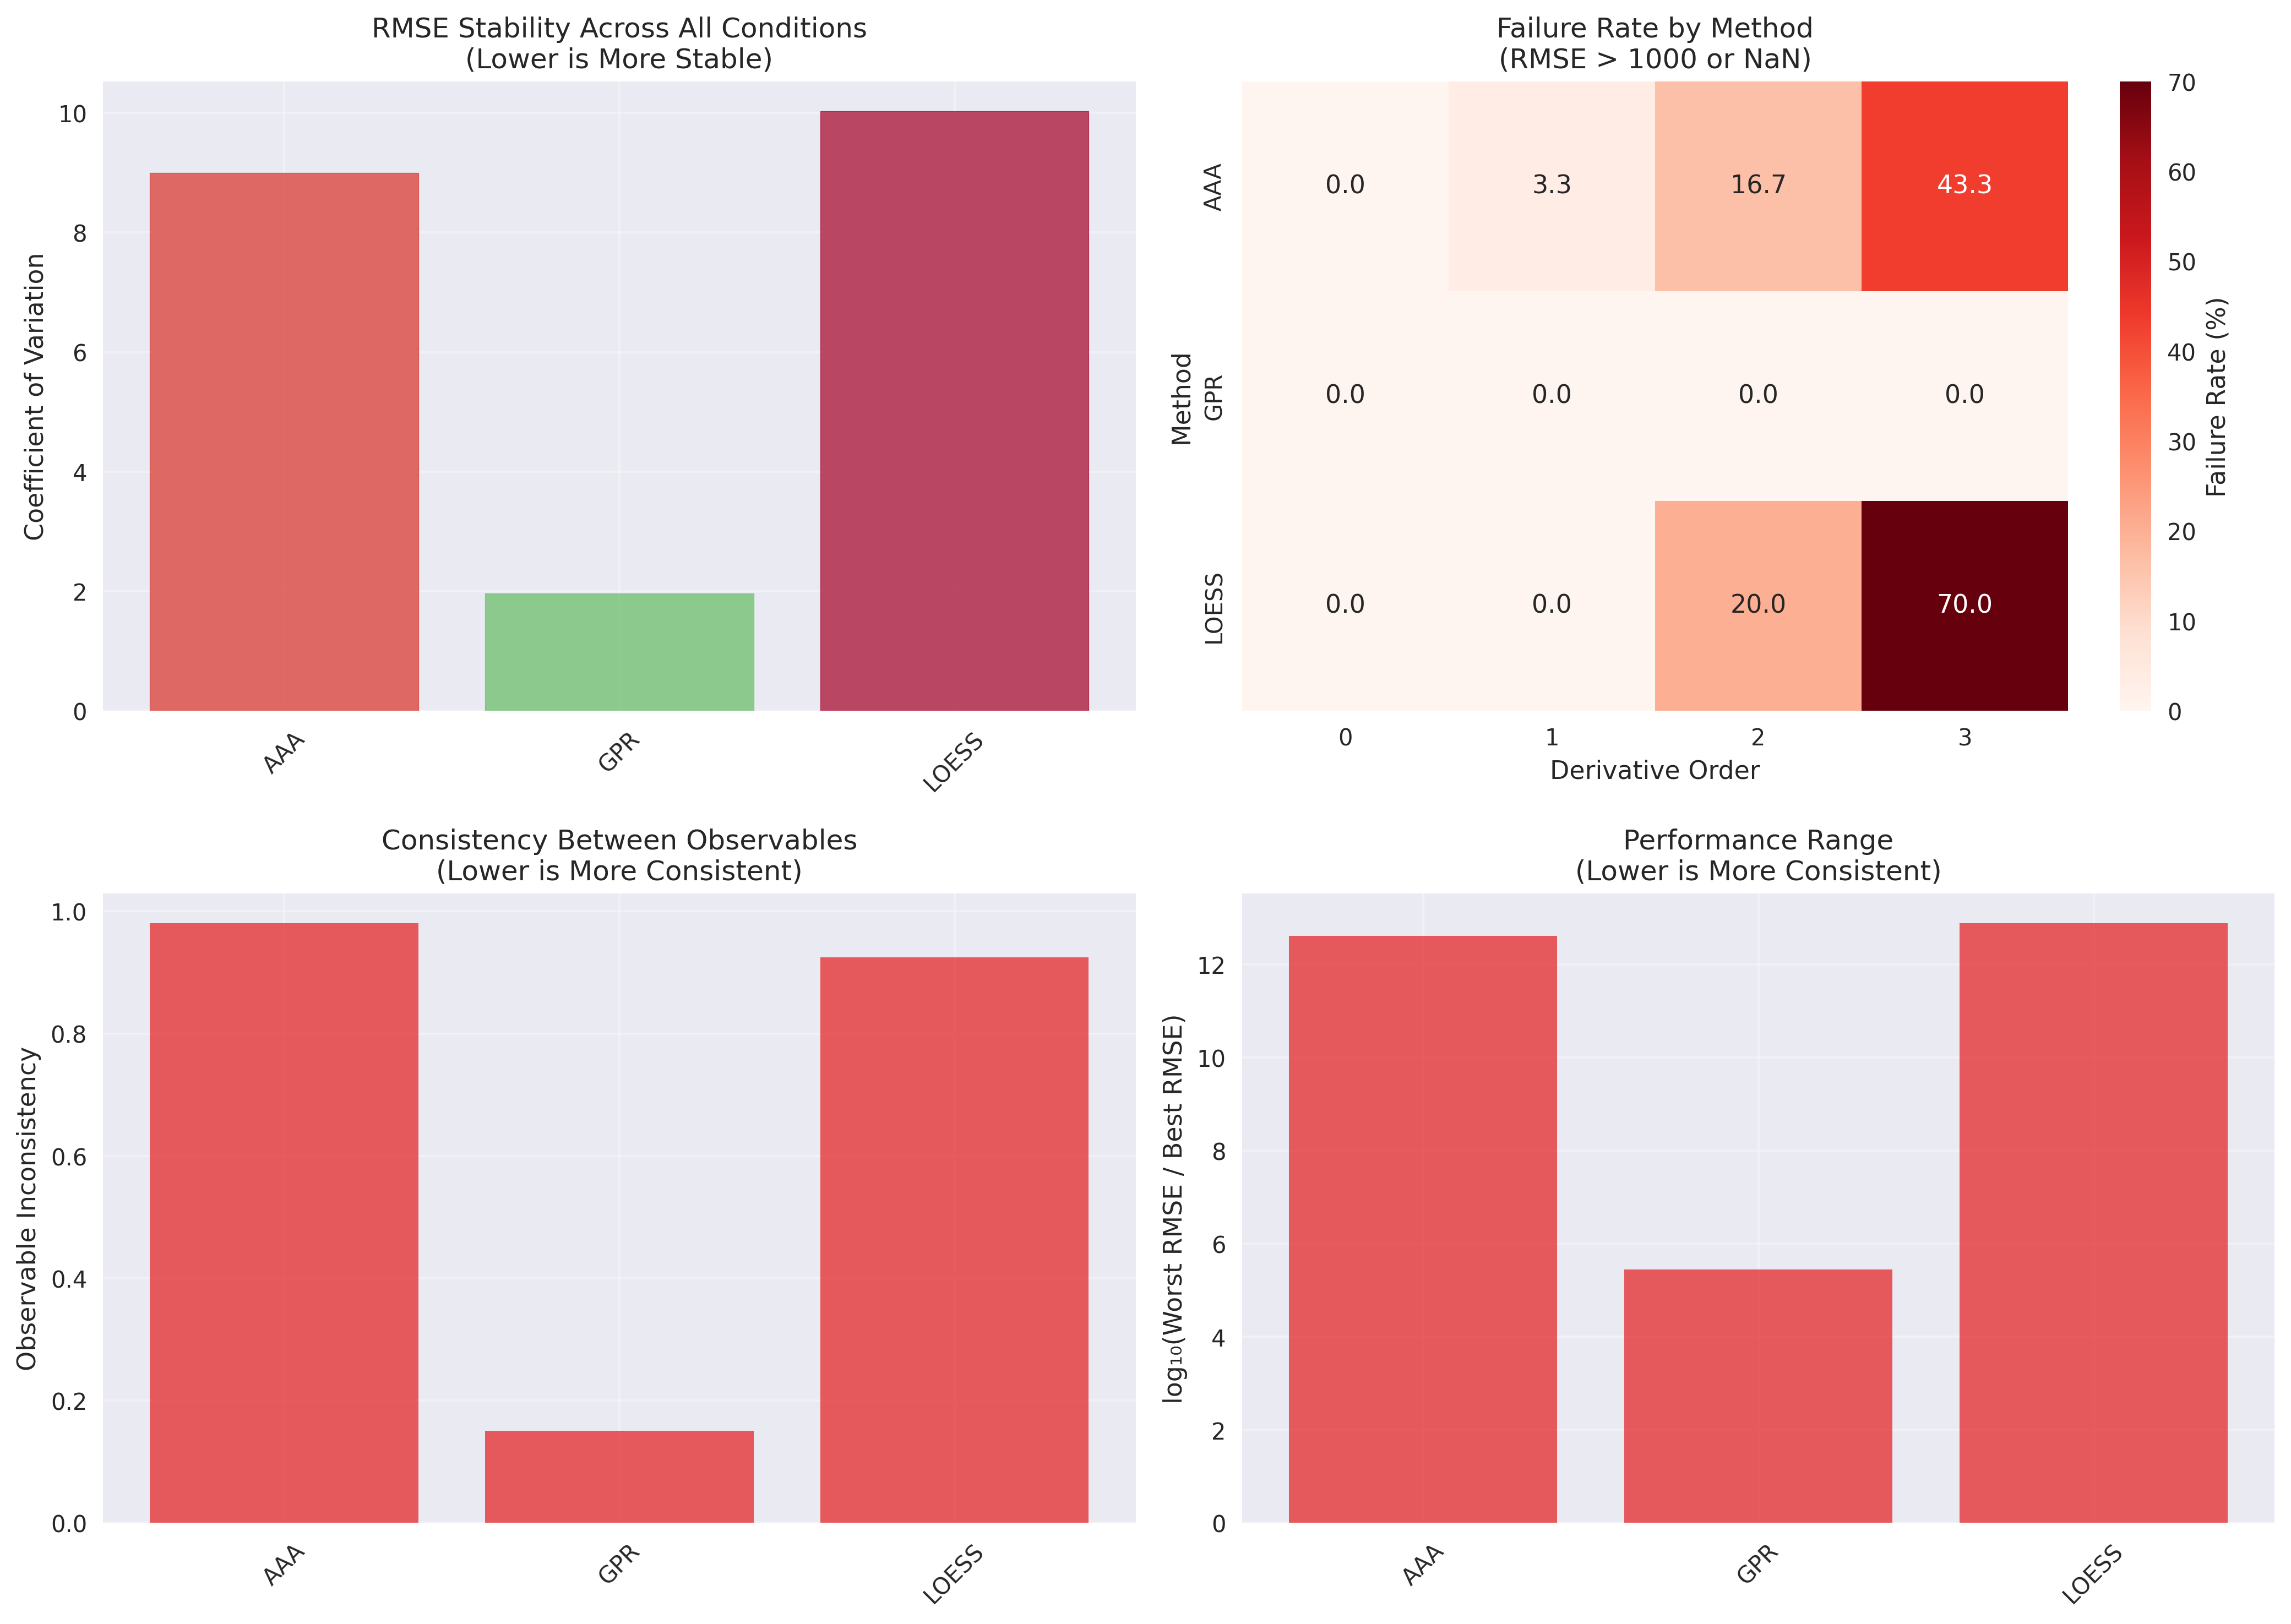 RMSE Stability Across All Conditions
(Lower is More Stable)
Coefficient of Variation
10
8
6
4
2
0
AAA
GPR
LOESS
Failure Rate by Method
(RMSE > 1000 or NaN)
Method
AAA
GPR
LOESS
0.0 3.3 16.7 43.3
0.0 0.0 0.0 0.0
0.0 0.0 20.0 70.0
0 1 2 3
Derivative Order
70
60
50
40
30
20
10
0
Failure Rate (%)
Consistency Between Observables
(Lower is More Consistent)
Observable Inconsistency
1.0
0.8
0.6
0.4
0.2
0.0
AAA
GPR
LOESS
Performance Range
(Lower is More Consistent)
log₁₀(Worst RMSE / Best RMSE)
12
10
8
6
4
2
0
AAA
GPR
LOESS